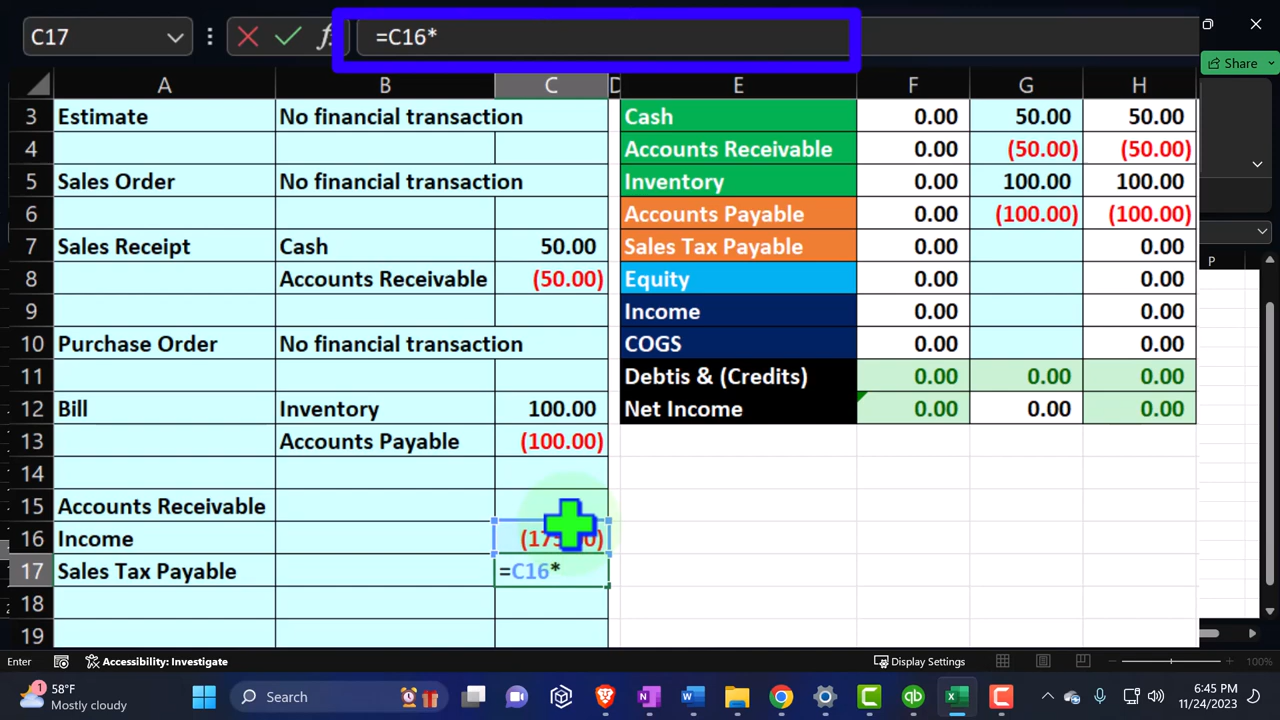 C17 =C16*
Share
A B C D E F G H
3 Estimate No financial transaction Cash 0.00 50.00 50.00
4 Accounts Receivable 0.00 (50.00) (50.00)
5 Sales Order No financial transaction Inventory 0.00 100.00 100.00
6 Accounts Payable 0.00 (100.00) (100.00)
7 Sales Receipt Cash 50.00 Sales Tax Payable 0.00 0.00
8 Accounts Receivable (50.00) Equity 0.00 0.00
P
9 Income 0.00 0.00
10 Purchase Order No financial transaction COGS 0.00 0.00
11 Debtis & (Credits) 0.00 0.00 0.00
12 Bill Inventory 100.00 Net Income 0.00 0.00 0.00
13 Accounts Payable (100.00)
14
15 Accounts Receivable
16 Income
17 Sales Tax Payable =C16*
18
19
Enter Accessibility: Investigate Display Settings 100%
58°F Search 6:45 PM
Mostly cloudy 11/24/2023